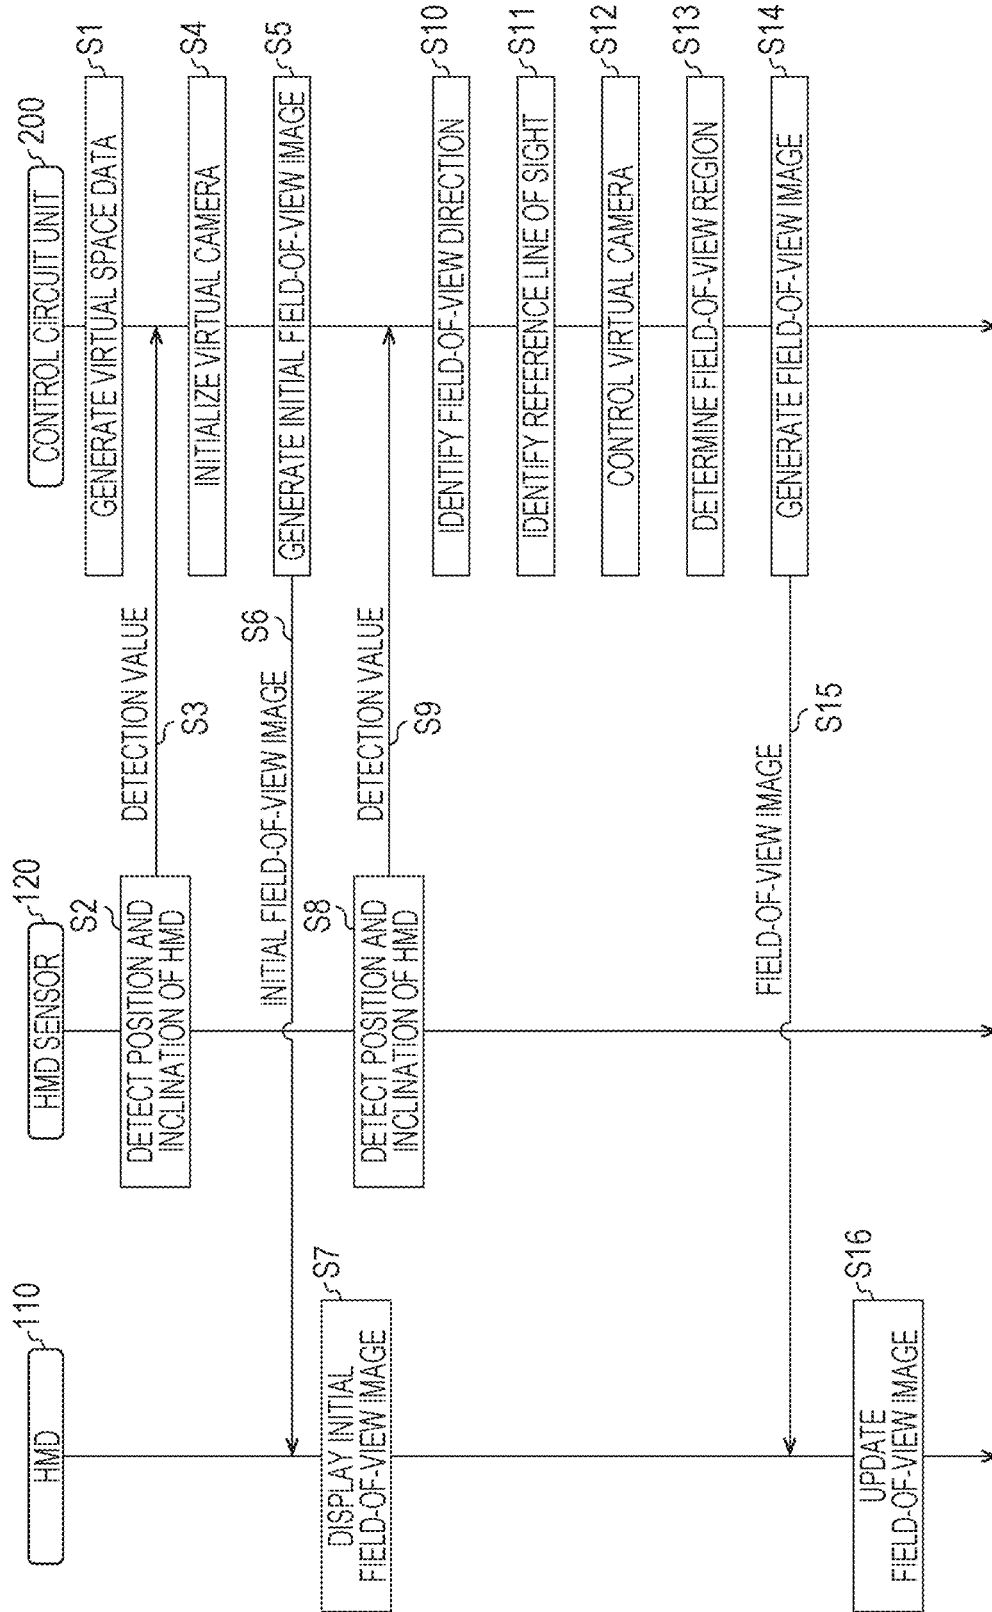 HMD
110
HMD SENSOR
120
CONTROL CIRCUIT UNIT
200
GENERATE VIRTUAL SPACE DATA
S1
S2
DETECT POSITION AND
INCLINATION OF HMD
DETECTION VALUE
S3
INITIALIZE VIRTUAL CAMERA
S4
GENERATE INITIAL FIELD-OF-VIEW IMAGE
S5
INITIAL FIELD-OF-VIEW IMAGE
S6
DISPLAY INITIAL
FIELD-OF-VIEW IMAGE
S7
S8
DETECT POSITION AND
INCLINATION OF HMD
DETECTION VALUE
S9
IDENTIFY FIELD-OF-VIEW DIRECTION
S10
IDENTIFY REFERENCE LINE OF SIGHT
S11
CONTROL VIRTUAL CAMERA
S12
DETERMINE FIELD-OF-VIEW REGION
S13
GENERATE FIELD-OF-VIEW IMAGE
S14
FIELD-OF-VIEW IMAGE
S15
UPDATE
FIELD-OF-VIEW IMAGE
S16